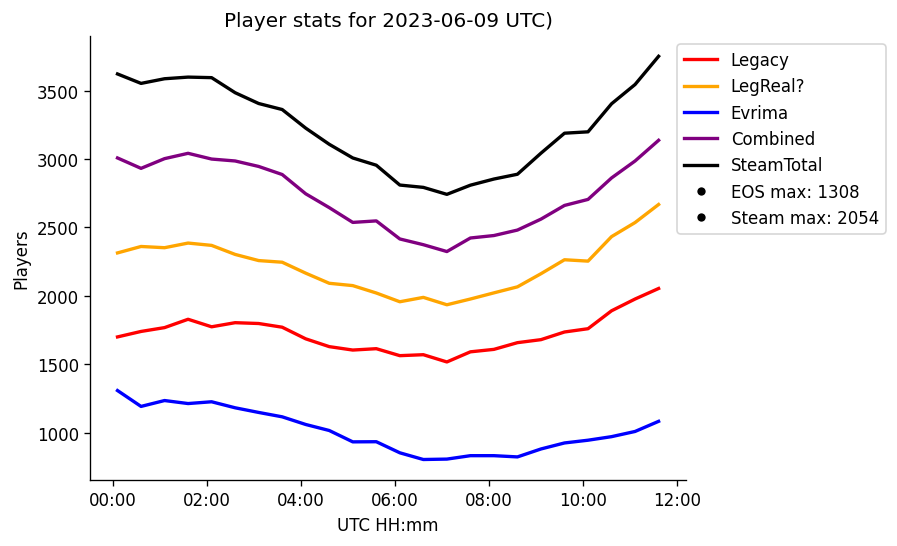 Player stats for 2023-06-09 UTC)
Legacy
LegReal?
Evrima
Combined
SteamTotal
EOS max: 1308
Steam max: 2054
Players
3500
3000
2500
2000
1500
1000
00:00 02:00 04:00 06:00 08:00 10:00 12:00
UTC HH:mm